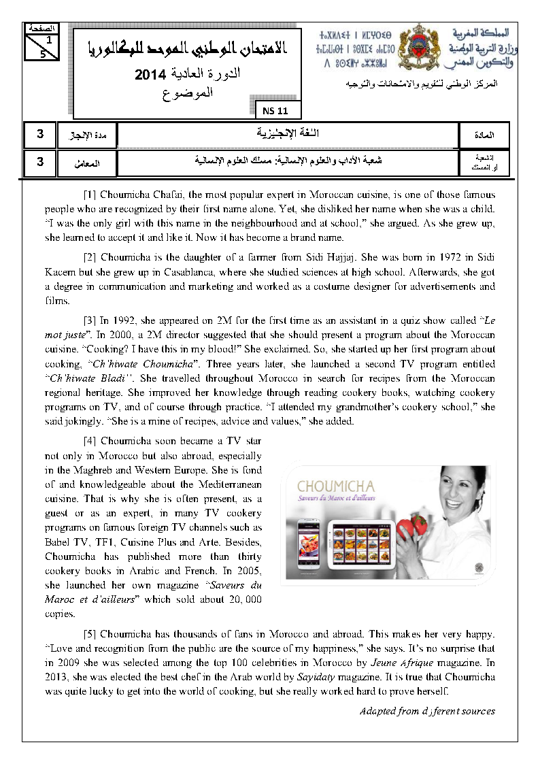 الصفحة
1
5
الامتحان الوطني الموحد للبكالوريا
الدورة العادية 2014
الموضوع
NS 11
المملكة المغربية
وزارة التربية الوطنية
والتكوين المهني
المركز الوطني للتقويم والامتحانات والتوجيه
3
مدة الإنجاز
اللغة الإنجليزية
المادة
3
المعامل
شعبة الآداب والعلوم الإنسانية: مسلك العلوم الإنسانية
الشعبة
أو المسلك
[1] Choumicha Chafai, the most popular expert in Moroccan cuisine, is one of those famous
people who are recognized by their first name alone. Yet, she disliked her name when she was a child.
“I was the only girl with this name in the neighbourhood and at school,” she argued. As she grew up,
she learned to accept it and like it. Now it has become a brand name.
[2] Choumicha is the daughter of a farmer from Sidi Hajjaj. She was born in 1972 in Sidi
Kacem but she grew up in Casablanca, where she studied sciences at high school. Afterwards, she got
a degree in communication and marketing and worked as a costume designer for advertisements and
films.
[3] In 1992, she appeared on 2M for the first time as an assistant in a quiz show called “Le
mot juste”. In 2000, a 2M director suggested that she should present a program about the Moroccan
cuisine. “Cooking? I have this in my blood!” She exclaimed. So, she started up her first program about
cooking, “Ch’hiwate Choumicha”. Three years later, she launched a second TV program entitled
“Ch’hiwate Bladi’’. She travelled throughout Morocco in search for recipes from the Moroccan
regional heritage. She improved her knowledge through reading cookery books, watching cookery
programs on TV, and of course through practice. “I attended my grandmother’s cookery school,” she
said jokingly. “She is a mine of recipes, advice and values,” she added.
[4] Choumicha soon became a TV star
not only in Morocco but also abroad, especially
in the Maghreb and Western Europe. She is fond
of and knowledgeable about the Mediterranean
cuisine. That is why she is often present, as a
guest or as an expert, in many TV cookery
programs on famous foreign TV channels such as
Babel TV, TF1, Cuisine Plus and Arte. Besides,
Choumicha has published more than thirty
cookery books in Arabic and French. In 2005,
she launched her own magazine “Saveurs du
Maroc et d’ailleurs” which sold about 20, 000
copies.
CHOUMICHA
Saveurs du Maroc et d'ailleurs
[5] Choumicha has thousands of fans in Morocco and abroad. This makes her very happy.
“Love and recognition from the public are the source of my happiness,” she says. It’s no surprise that
in 2009 she was selected among the top 100 celebrities in Morocco by Jeune Afrique magazine. In
2013, she was elected the best chef in the Arab world by Sayidaty magazine. It is true that Choumicha
was quite lucky to get into the world of cooking, but she really worked hard to prove herself.
Adapted from different sources